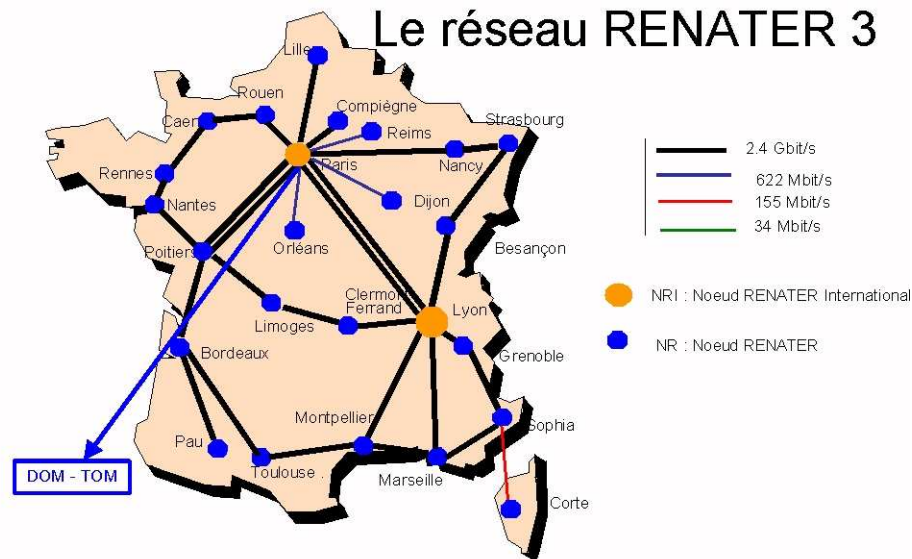 Le réseau RENATER 3
Lille
Rouen
Compiègne
Caen
Reims
Strasbourg
Paris
Nancy
Rennes
Nantes
Dijon
Orléans
Besançon
Poitiers
Clermont
Ferrand
Lyon
Limoges
Bordeaux
Grenoble
Montpellier
Sophia
Pau
Toulouse
Marseille
Corte
DOM - TOM
2.4 Gbit/s
622 Mbit/s
155 Mbit/s
34 Mbit/s
NRI : Noeud RENATER International
NR : Noeud RENATER